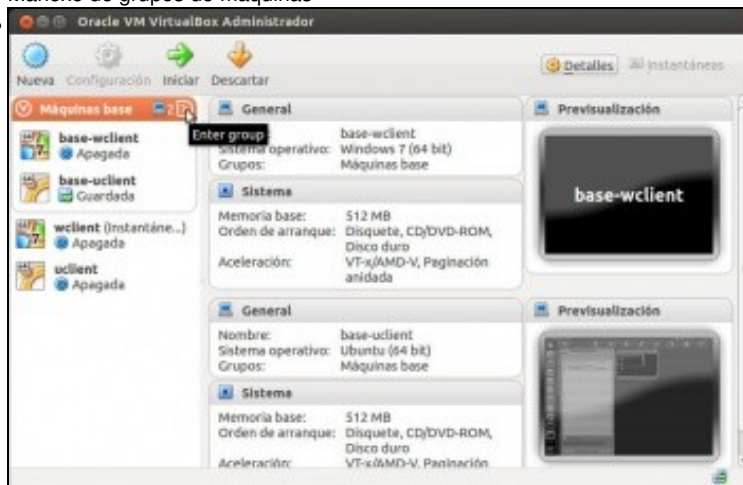 Manexo de grupos de máquinas
Oracle VM VirtualBox Administrador
Nueva Configuración Iniciar Descartar
Detalles Instantáneas
Máquinas base 2
Enter group
base-wclient
Apagada
base-uclient
Guardada
wclient (Instantáne...)
Apagada
uclient
Apagada
General
base-wclient
Sistema operativo: Windows 7 (64 bit)
Grupos: Máquinas base
Sistema
Memoria base: 512 MB
Orden de arranque: Disquete, CD/DVD-ROM,
Disco duro
Aceleración: VT-x/AMD-V, Paginación
anidada
Previsualización
base-wclient
General
Nombre: base-uclient
Sistema operativo: Ubuntu (64 bit)
Grupos: Máquinas base
Sistema
Memoria base: 512 MB
Orden de arranque: Disquete, CD/DVD-ROM,
Disco duro
Aceleración: VT-x/AMD-V, Paginación
Previsualización